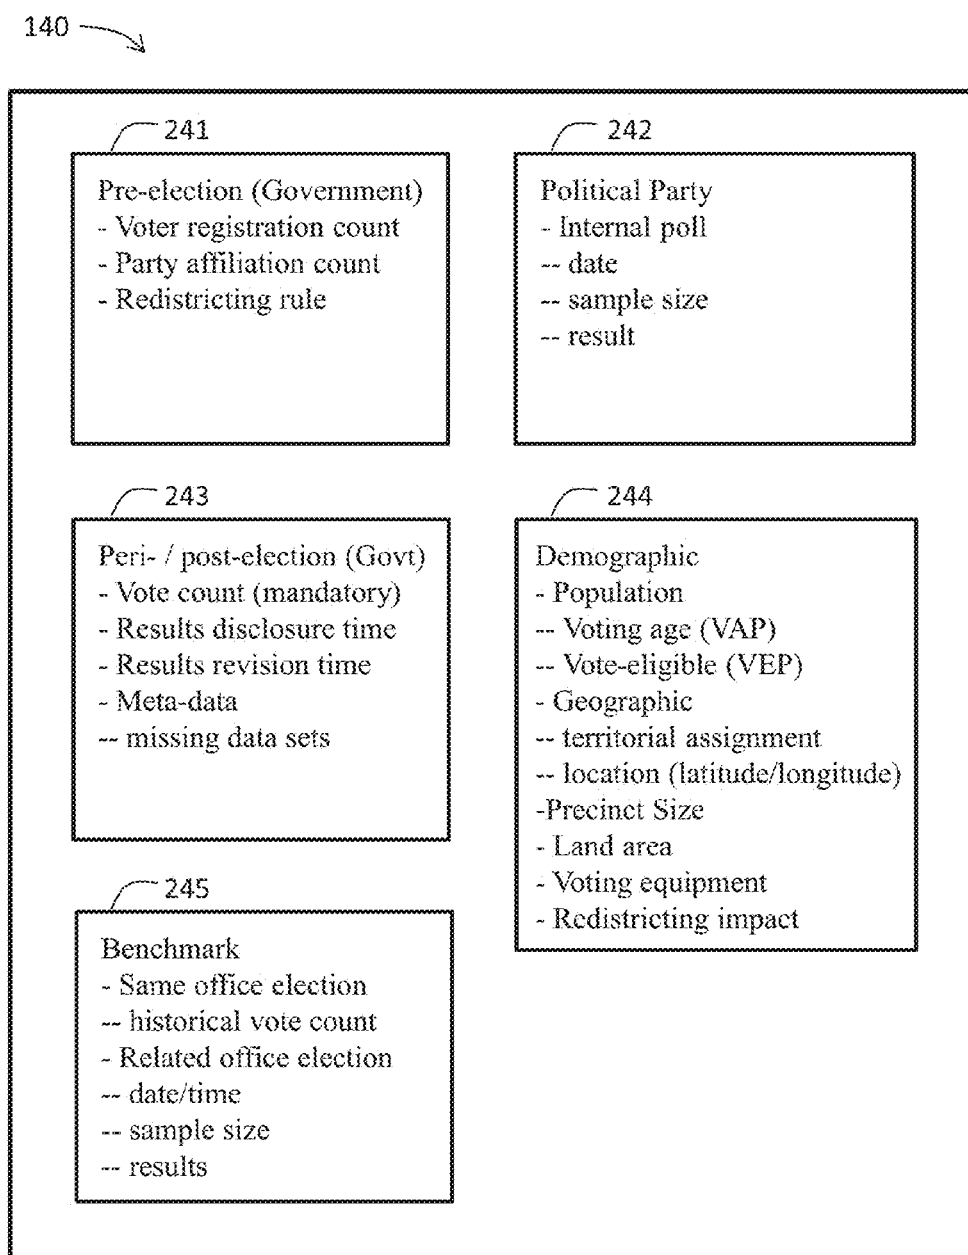 140
241
Pre-election (Government)
- Voter registration count
- Party affiliation count
- Redistricting rule
242
Political Party
- Internal poll
-- date
-- sample size
-- result
243
Peri- / post-election (Govt)
- Vote count (mandatory)
- Results disclosure time
- Results revision time
- Meta-data
-- missing data sets
244
Demographic
- Population
-- Voting age (VAP)
-- Vote-eligible (VEP)
- Geographic
-- territorial assignment
-- location (latitude/longitude)
-Precinct Size
- Land area
- Voting equipment
- Redistricting impact
245
Benchmark
- Same office election
-- historical vote count
- Related office election
-- date/time
-- sample size
-- results